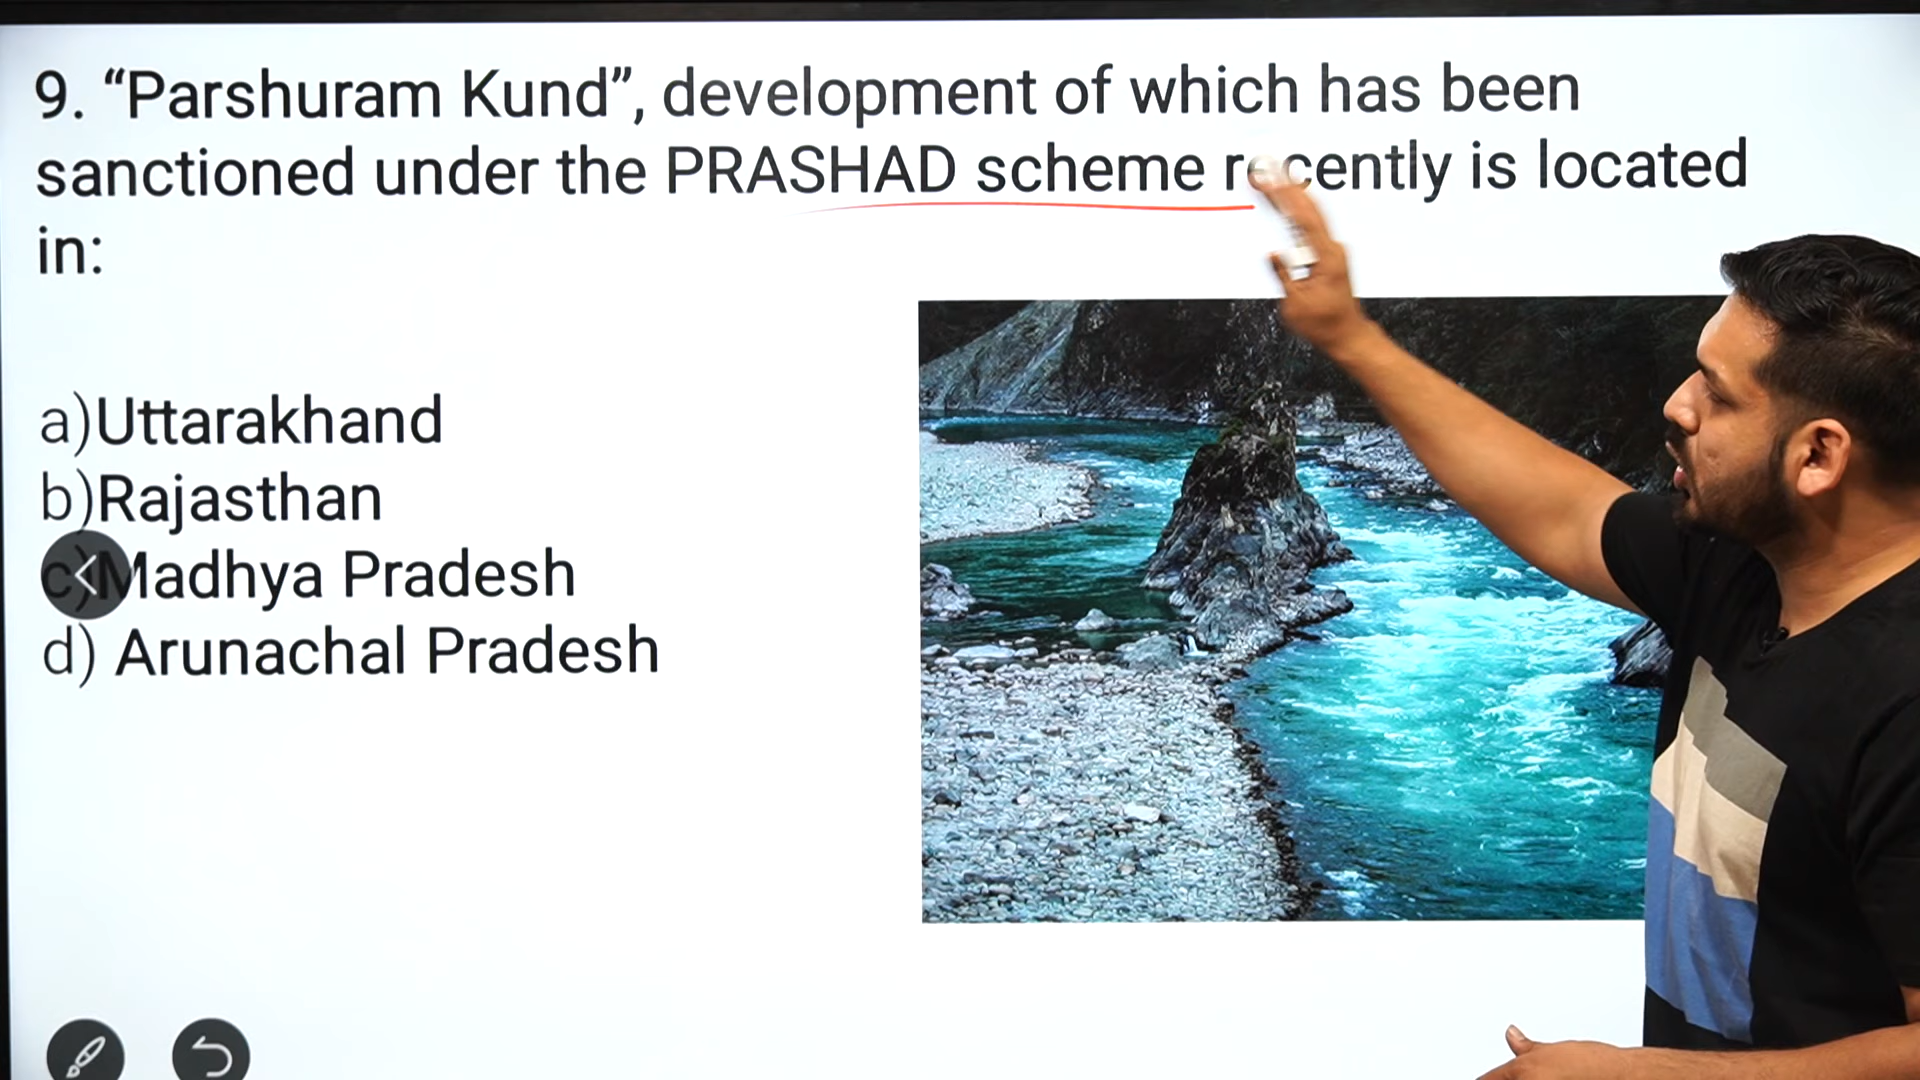 9. “Parshuram Kund”, development of which has been
sanctioned under the PRASHAD scheme recently is located
in:
a)Uttarakhand
b)Rajasthan
c)Madhya Pradesh
d) Arunachal Pradesh